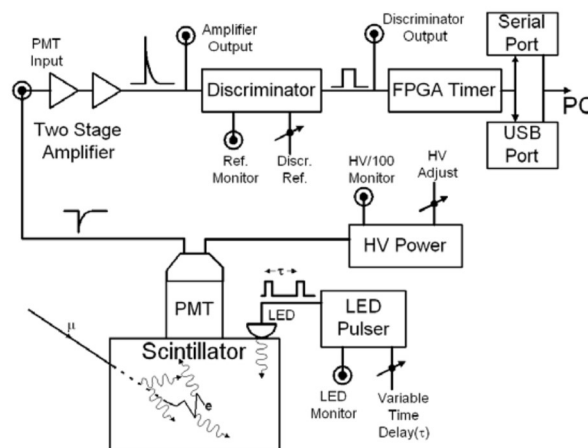 PMT
Input
Two Stage
Amplifier
Amplifier
Output
Discriminator
Ref.
Monitor
Discr.
Ref.
Discriminator
Output
FPGA Timer
Serial
Port
PC
USB
Port
HV/100
Monitor
HV
Adjust
HV Power
PMT
←τ→
LED
LED
Pulser
LED
Monitor
Variable
Time
Delay(τ)
Scintillator
μ
e